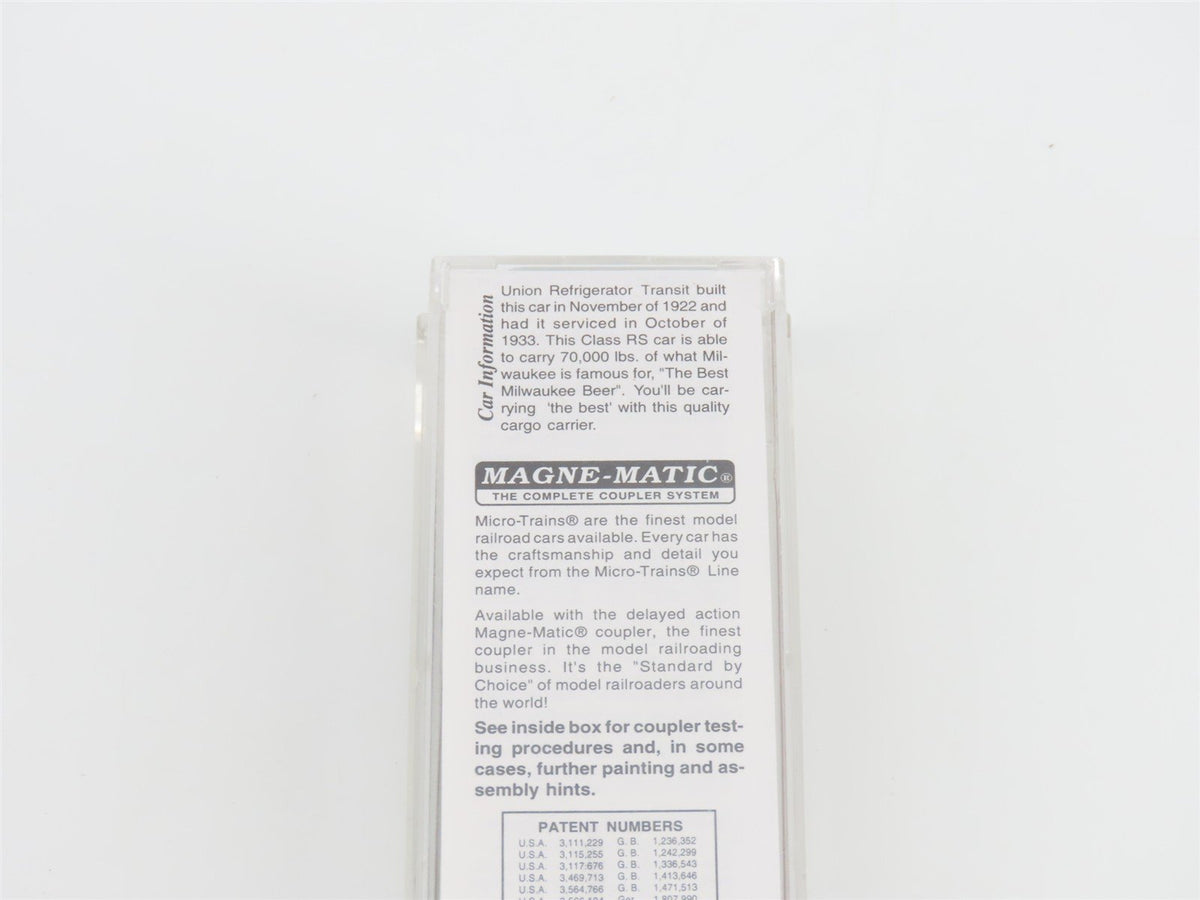 Car Information
Union Refrigerator Transit built
this car in November of 1922 and
had it serviced in October of
1933. This Class RS car is able
to carry 70,000 lbs. of what Mil-
waukee is famous for, "The Best
Milwaukee Beer". You'll be car-
rying 'the best' with this quality
cargo carrier.
MAGNE-MATIC®
THE COMPLETE COUPLER SYSTEM
Micro-Trains® are the finest model
railroad cars available. Every car has
the craftsmanship and detail you
expect from the Micro-Trains® Line
name.
Available with the delayed action
Magne-Matic® coupler, the finest
coupler in the model railroading
business. It's the "Standard by
Choice" of model railroaders around
the world!
See inside box for coupler test-
ing procedures and, in some
cases, further painting and as-
sembly hints.
PATENT NUMBERS
U.S.A. 3,111,229 G. B. 1,236,352
U.S.A. 3,115,255 G. B. 1,242,299
U.S.A. 3,117,676 G. B. 1,336,543
U.S.A. 3,469,713 G. B. 1,413,646
U.S.A. 3,564,766 G. B. 1,471,513